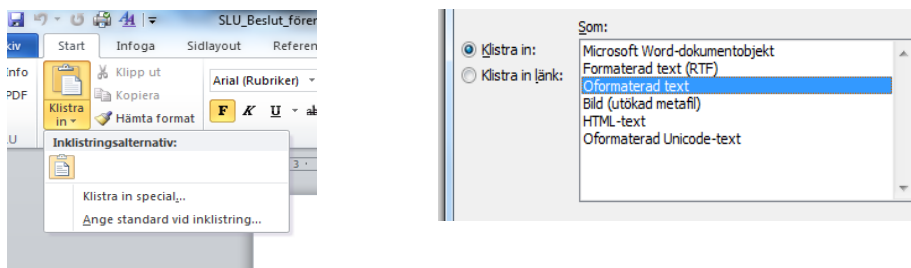 SLU_Beslut_fören
kiv Start Infoga Sidlayout Referen
Info
PDF
LU
Klistra in
Klipp ut
Kopiera
Hämta format
Arial (Rubriker)
F K U ab
Inklistringsalternativ:
3
Klistra in special...
Ange standard vid inklistring...
Som:
Klistra in:
Klistra in länk:
Microsoft Word-dokumentobjekt
Formaterad text (RTF)
Oformaterad text
Bild (utökad metafil)
HTML-text
Oformaterad Unicode-text